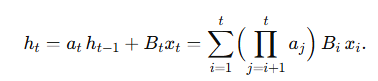 $h_t = a_t \, h_{t-1} + B_t x_t = \sum_{i=1}^{t} \Big( \prod_{j=i+1}^{t} a_j \Big) \, B_i \, x_i.$